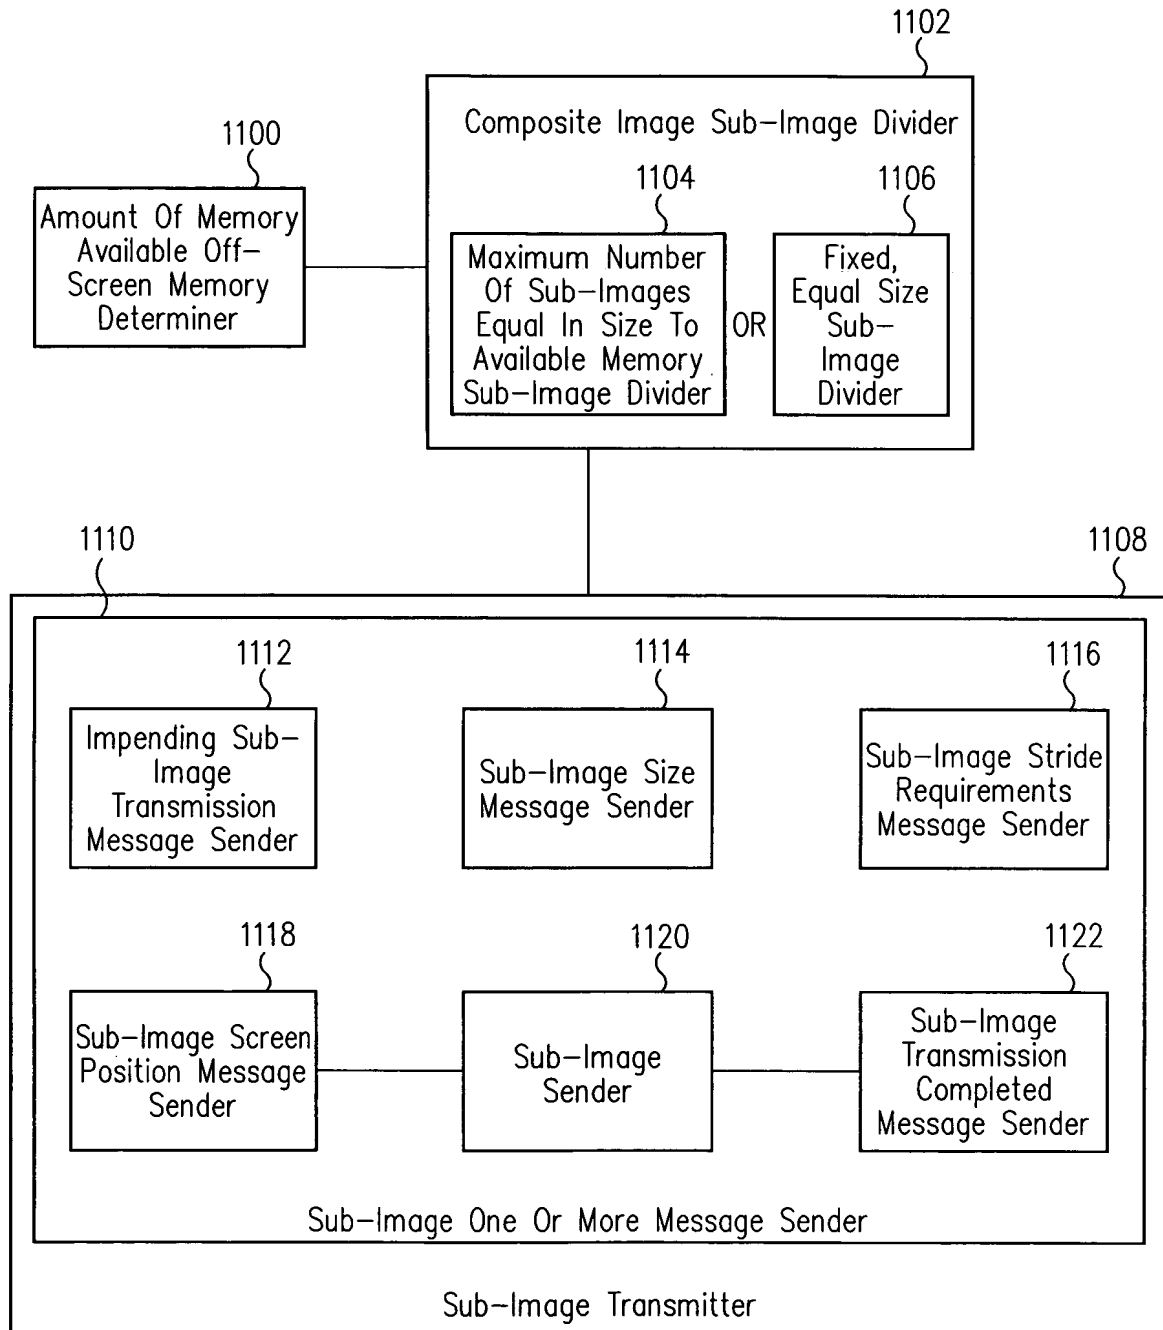 1102
Composite Image Sub-Image Divider
1100
Amount Of Memory
Available Off-
Screen Memory
Determiner
1104
Maximum Number
Of Sub-Images
Equal In Size To
Available Memory
Sub-Image Divider
OR
1106
Fixed,
Equal Size
Sub-
Image
Divider
1110
1108
1112
Impending Sub-
Image
Transmission
Message Sender
1114
Sub-Image Size
Message Sender
1116
Sub-Image Stride
Requirements
Message Sender
1118
Sub-Image Screen
Position Message
Sender
1120
Sub-Image
Sender
1122
Sub-Image
Transmission
Completed
Message Sender
Sub-Image One Or More Message Sender
Sub-Image Transmitter